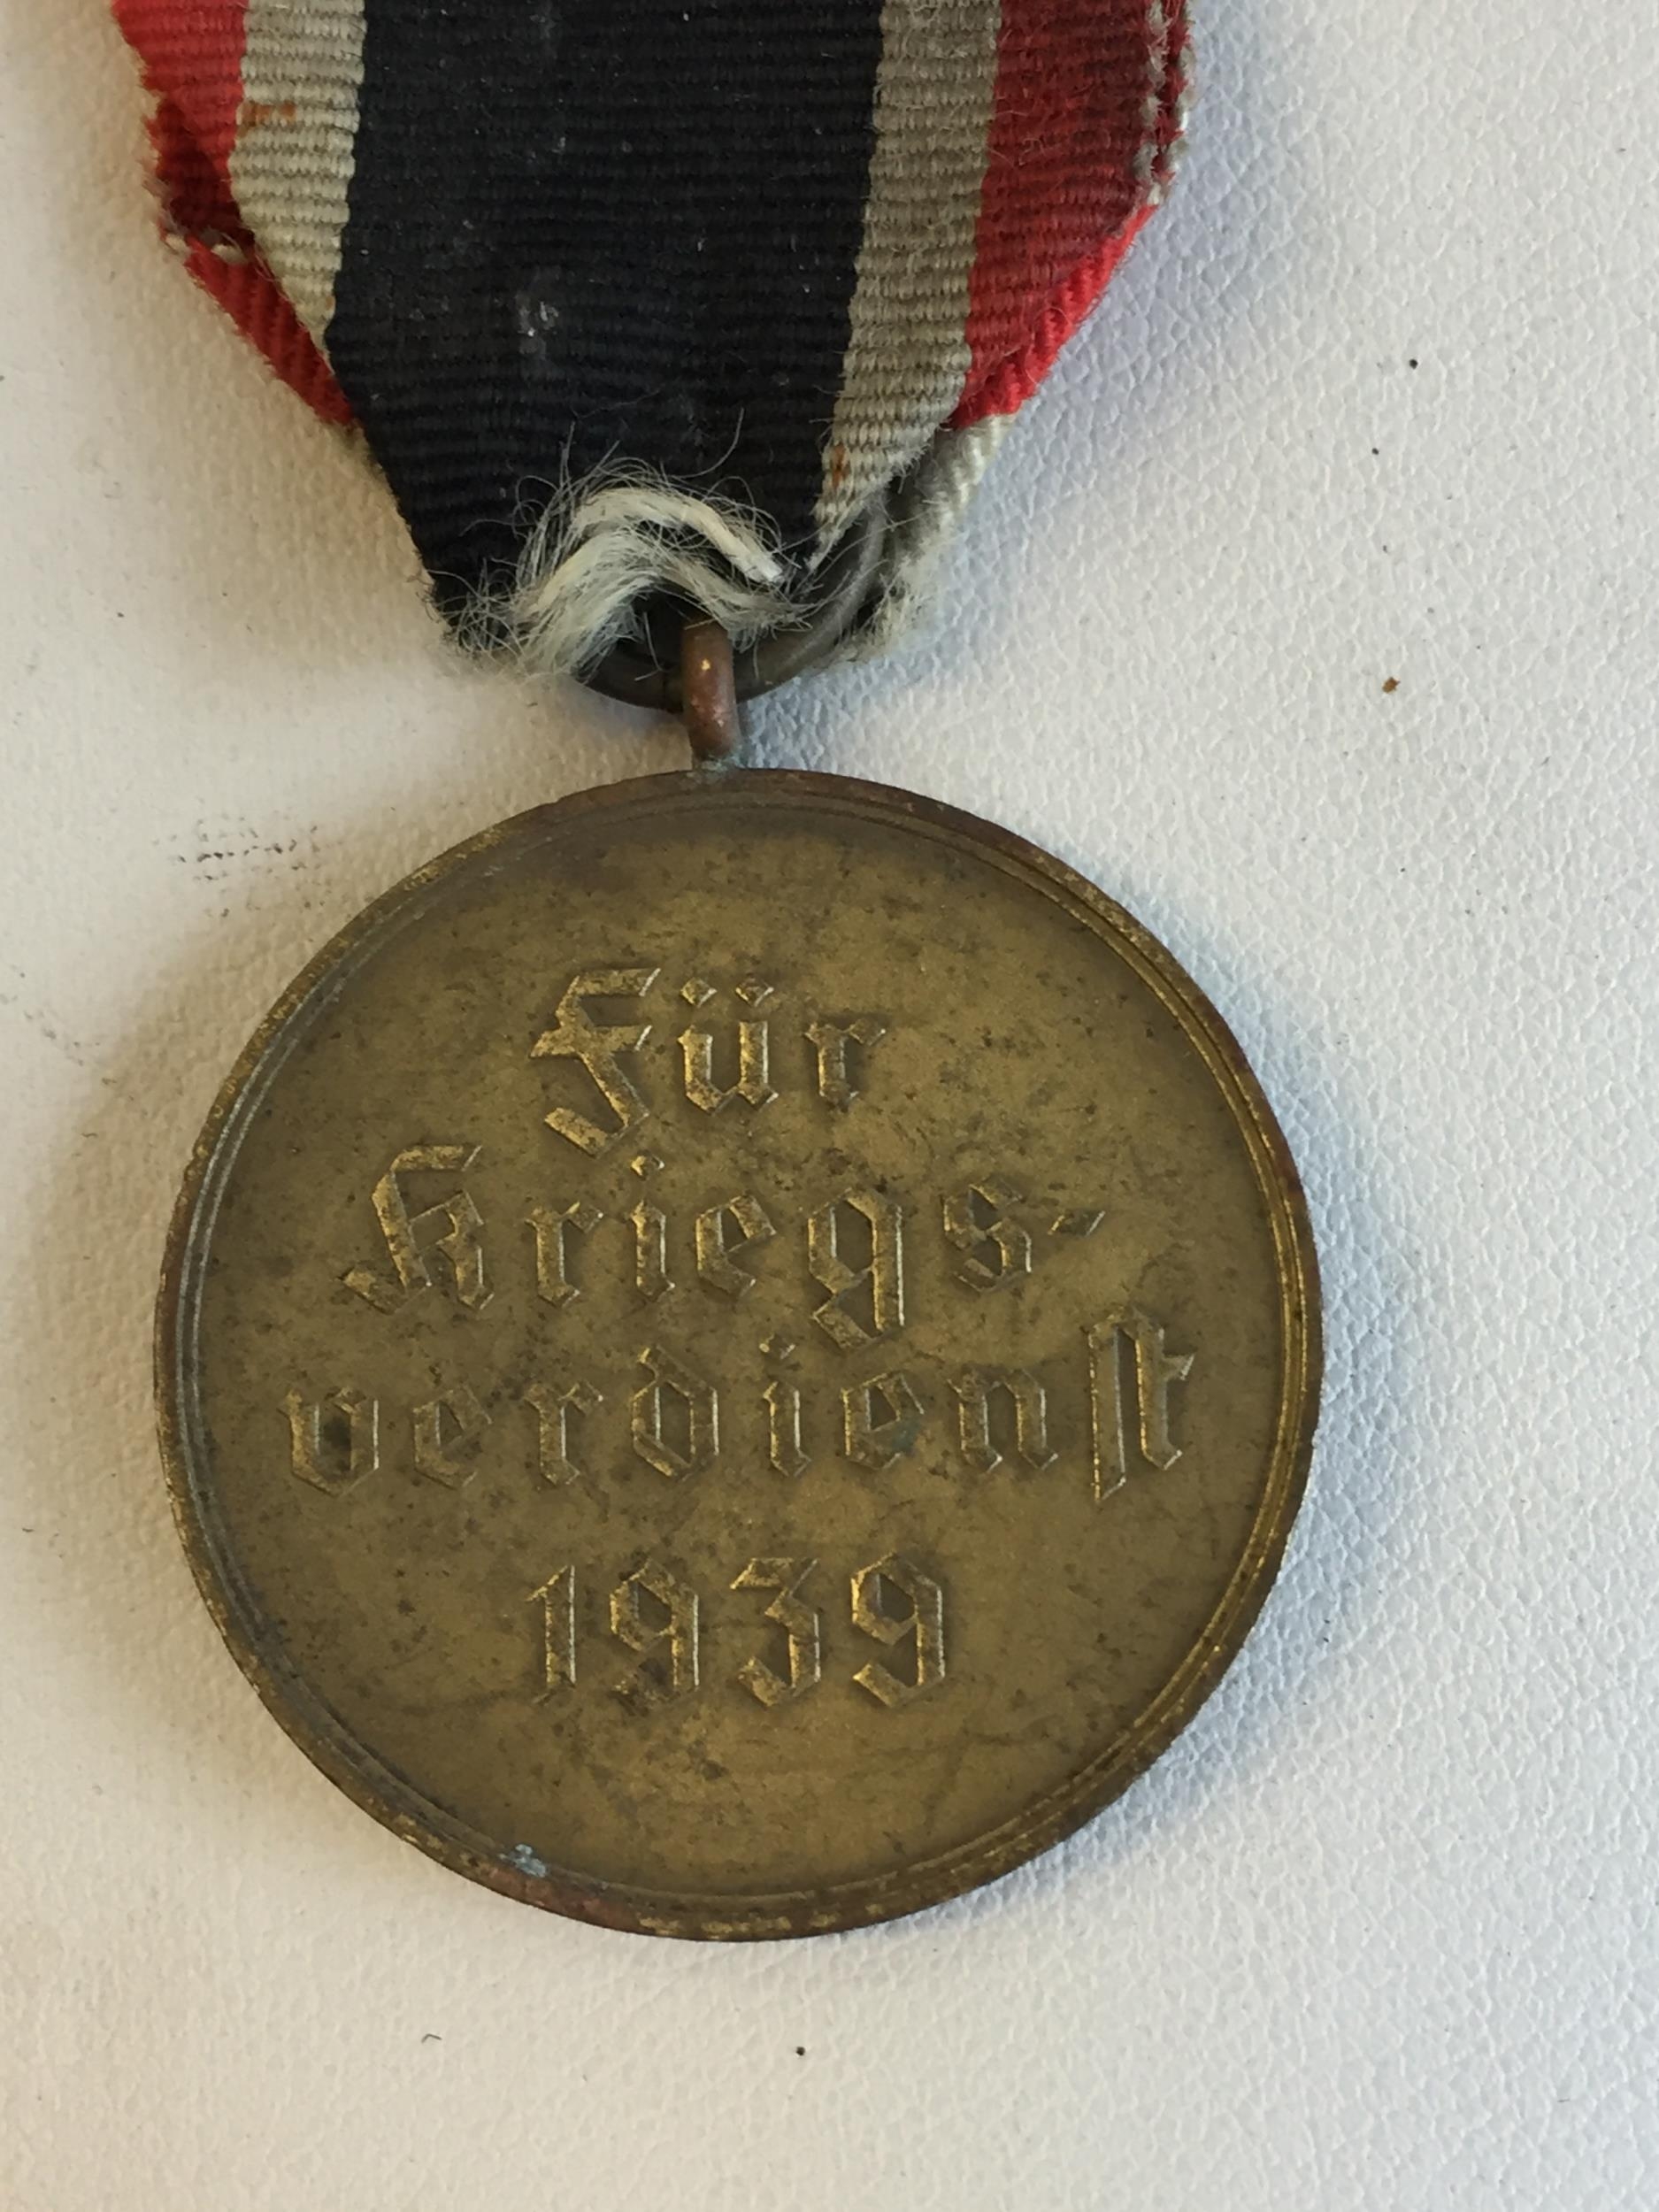 Für
Kriegs-
verdienst
1939